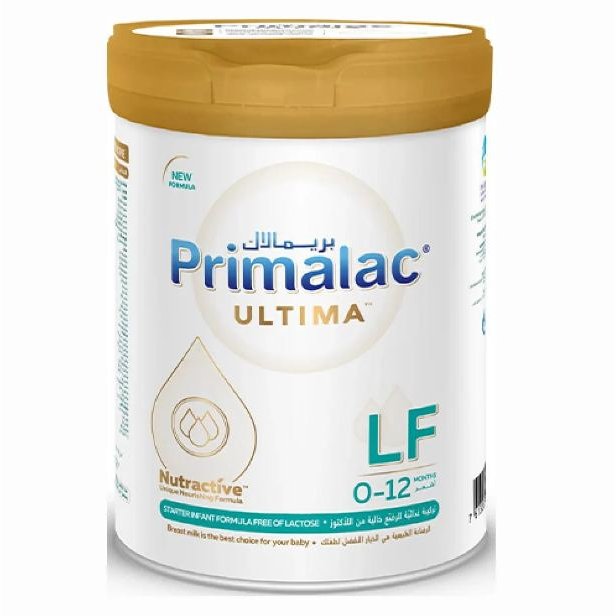 NEW
FORMULA
بريمالاك
Primalac®
ULTIMA™
LF
0-12 MONTHS
أشهر
Nutractive™
Unique Nourishing Formula
STARTER INFANT FORMULA FREE OF LACTOSE
تركيبة غذائية للرضّع خالية من اللاكتوز
Breast milk is the best choice for your baby
الرضاعة الطبيعية هي الخيار الأفضل لطفلك